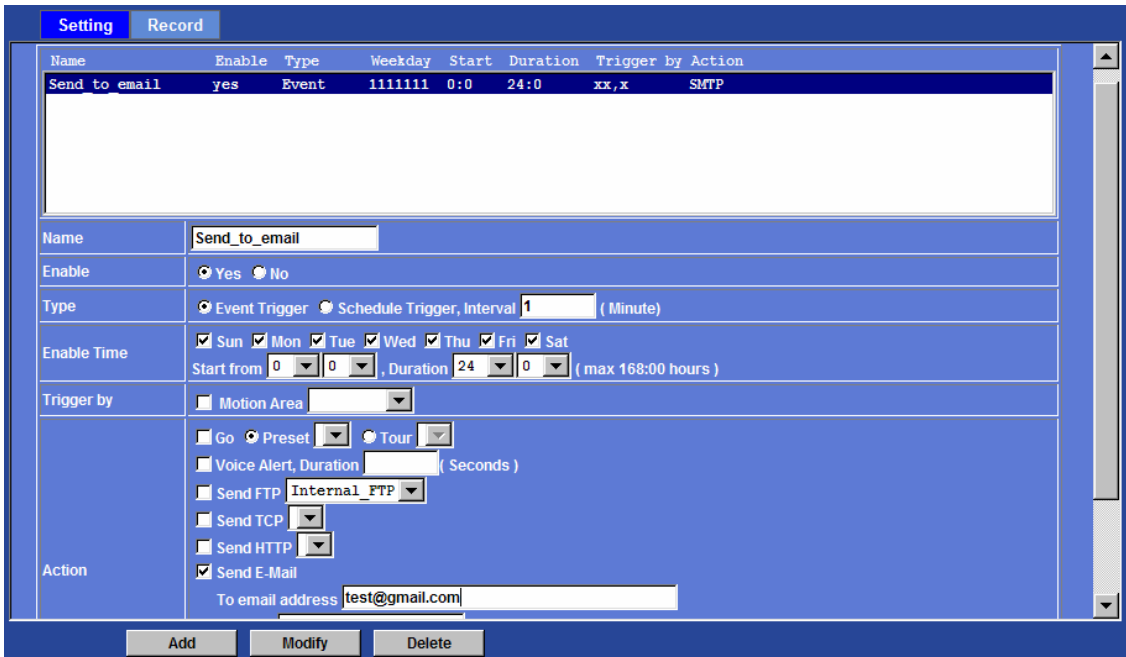 Setting Record
Name Enable Type Weekday Start Duration Trigger by Action
Send_to_email yes Event 1111111 0:0 24:0 xx,x SMTP
Name Send_to_email
Enable Yes No
Type Event Trigger Schedule Trigger, Interval 1 ( Minute)
Enable Time Sun Mon Tue Wed Thu Fri Sat
Start from 0 0 , Duration 24 0 ( max 168:00 hours )
Trigger by Motion Area
Go Preset Tour
Voice Alert, Duration ( Seconds )
Send FTP Internal_FTP
Send TCP
Send HTTP
Action Send E-Mail
To email address test@gmail.com
Add Modify Delete